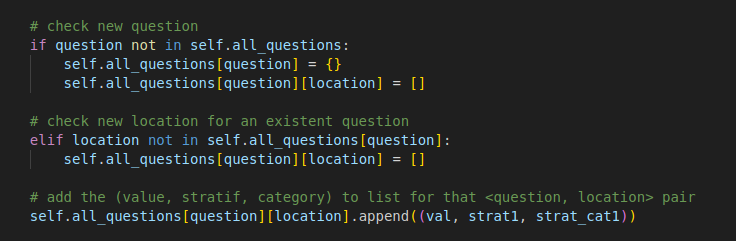 # check new question
if question not in self.all_questions:
    self.all_questions[question] = {}
    self.all_questions[question][location] = []

# check new location for an existent question
elif location not in self.all_questions[question]:
    self.all_questions[question][location] = []

# add the (value, stratif, category) to list for that <question, location> pair
self.all_questions[question][location].append((val, strat1, strat_cat1))